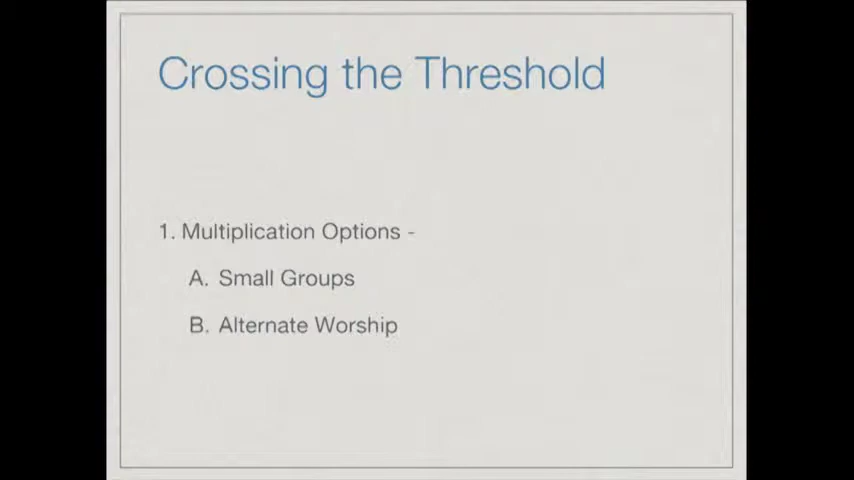 Crossing the Threshold
1. Multiplication Options -
A. Small Groups
B. Alternate Worship